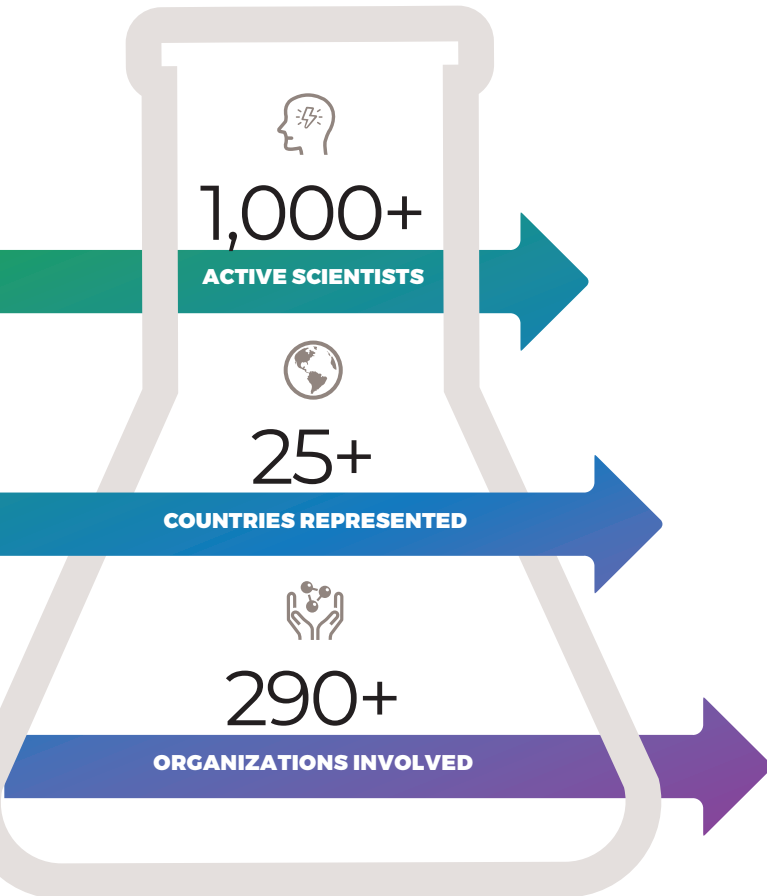 1,000+
ACTIVE SCIENTISTS
25+
COUNTRIES REPRESENTED
290+
ORGANIZATIONS INVOLVED